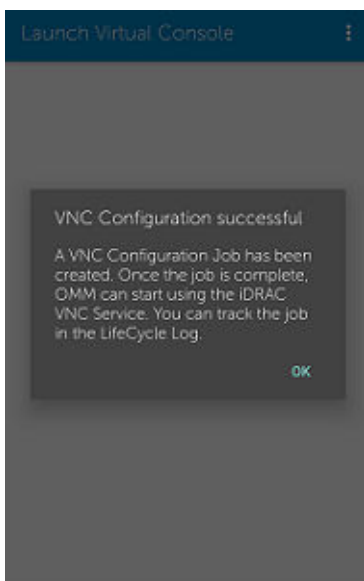 Launch Virtual Console
VNC Configuration successful
A VNC Configuration Job has been
created. Once the job is complete,
OMM can start using the iDRAC
VNC Service. You can track the job
in the LifeCycle Log.
OK